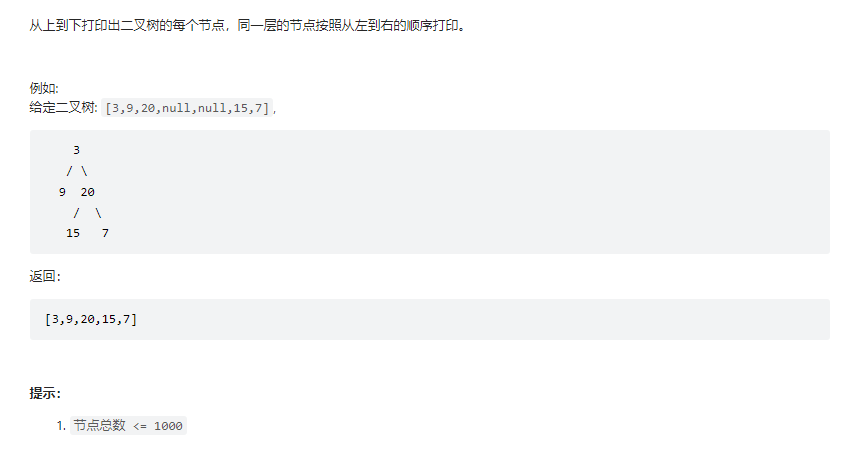 从上到下打印出二叉树的每个节点，同一层的节点按照从左到右的顺序打印。
例如:
给定二叉树: [3,9,20,null,null,15,7],
    3
   / \
  9  20
    /  \
   15   7
返回：
[3,9,20,15,7]
提示：
1. 节点总数 <= 1000